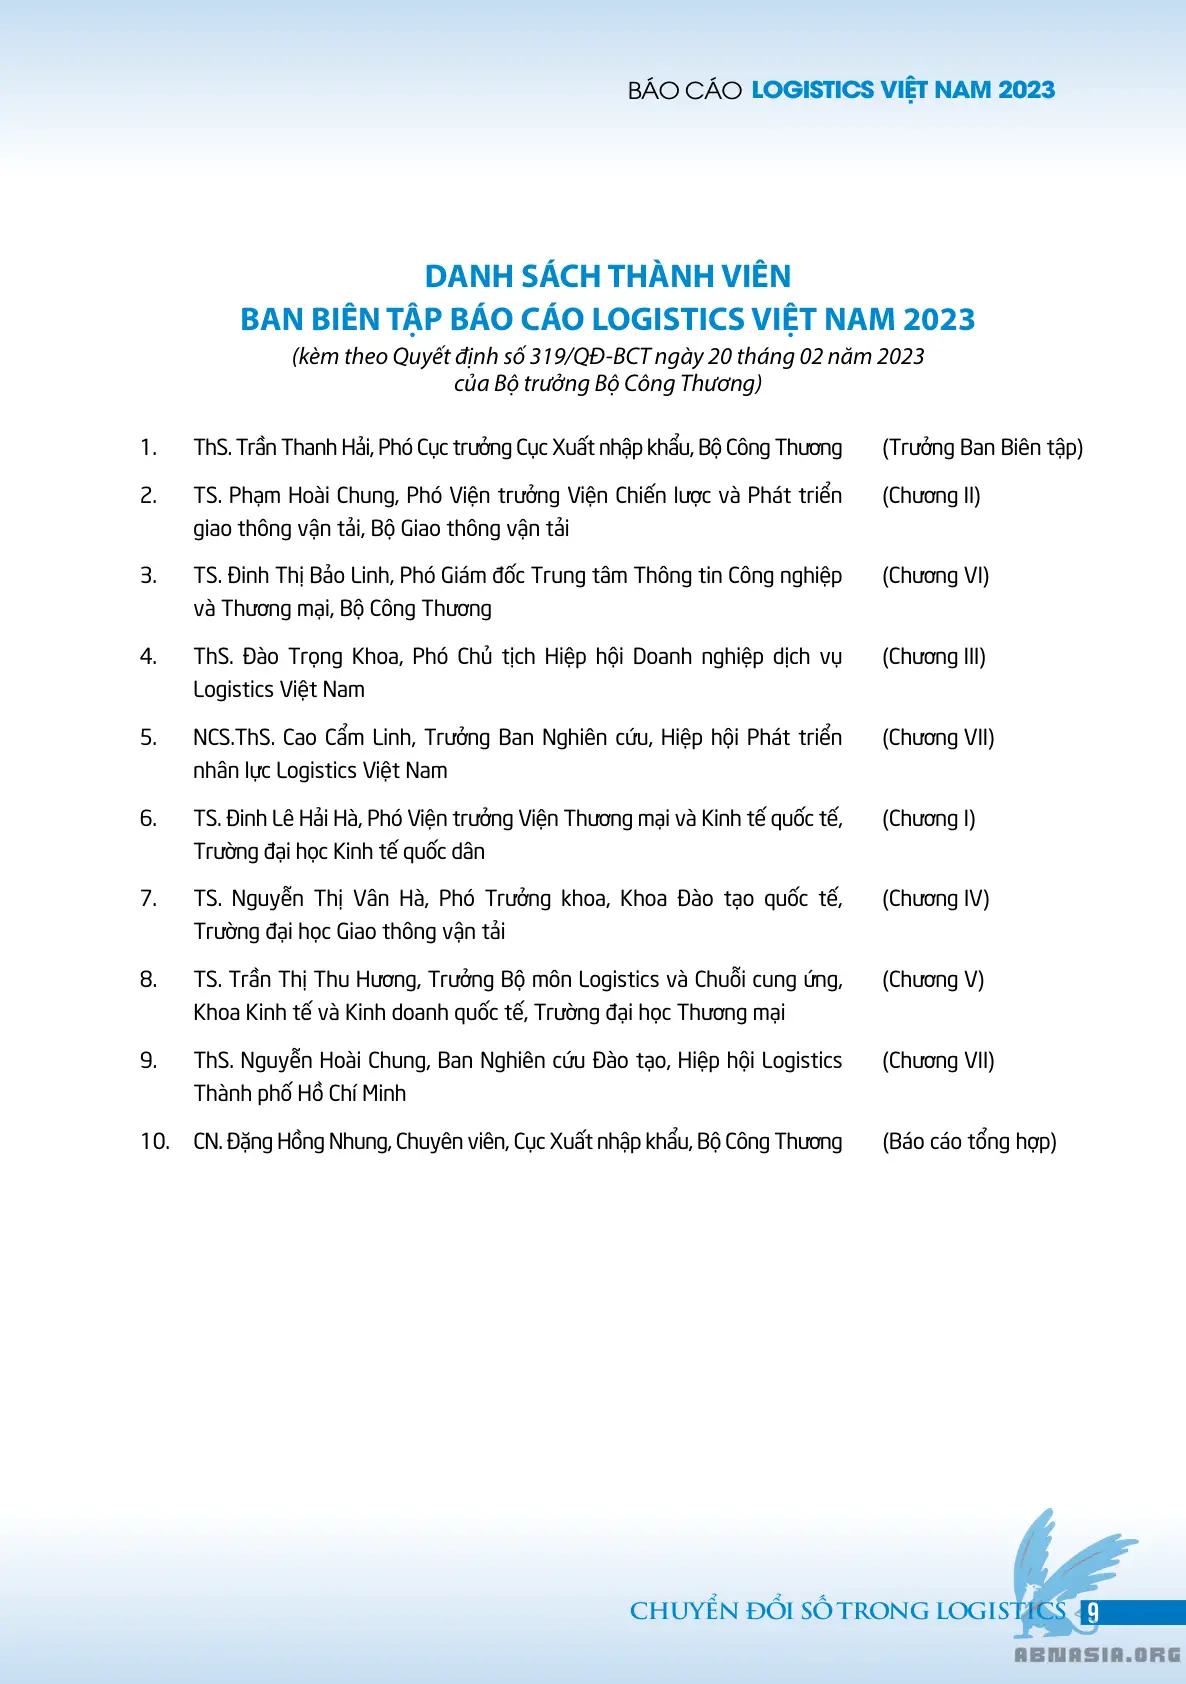 BÁO CÁO LOGISTICS VIỆT NAM 2023
DANH SÁCH THÀNH VIÊN
BAN BIÊN TẬP BÁO CÁO LOGISTICS VIỆT NAM 2023
(kèm theo Quyết định số 319/QĐ-BCT ngày 20 tháng 02 năm 2023
của Bộ trưởng Bộ Công Thương)
1. ThS. Trần Thanh Hải, Phó Cục trưởng Cục Xuất nhập khẩu, Bộ Công Thương (Trưởng Ban Biên tập)
2. TS. Phạm Hoài Chung, Phó Viện trưởng Viện Chiến lược và Phát triển (Chương II)
giao thông vận tải, Bộ Giao thông vận tải
3. TS. Đinh Thị Bảo Linh, Phó Giám đốc Trung tâm Thông tin Công nghiệp (Chương VI)
và Thương mại, Bộ Công Thương
4. ThS. Đào Trọng Khoa, Phó Chủ tịch Hiệp hội Doanh nghiệp dịch vụ (Chương III)
Logistics Việt Nam
5. NCS.ThS. Cao Cẩm Linh, Trưởng Ban Nghiên cứu, Hiệp hội Phát triển (Chương VII)
nhân lực Logistics Việt Nam
6. TS. Đinh Lê Hải Hà, Phó Viện trưởng Viện Thương mại và Kinh tế quốc tế, (Chương I)
Trường đại học Kinh tế quốc dân
7. TS. Nguyễn Thị Vân Hà, Phó Trưởng khoa, Khoa Đào tạo quốc tế, (Chương IV)
Trường đại học Giao thông vận tải
8. TS. Trần Thị Thu Hương, Trưởng Bộ môn Logistics và Chuỗi cung ứng, (Chương V)
Khoa Kinh tế và Kinh doanh quốc tế, Trường đại học Thương mại
9. ThS. Nguyễn Hoài Chung, Ban Nghiên cứu Đào tạo, Hiệp hội Logistics (Chương VII)
Thành phố Hồ Chí Minh
10. CN. Đặng Hồng Nhung, Chuyên viên, Cục Xuất nhập khẩu, Bộ Công Thương (Báo cáo tổng hợp)
CHUYỂN ĐỔI SỐ TRONG LOGISTICS 9
ABNASIA.ORG